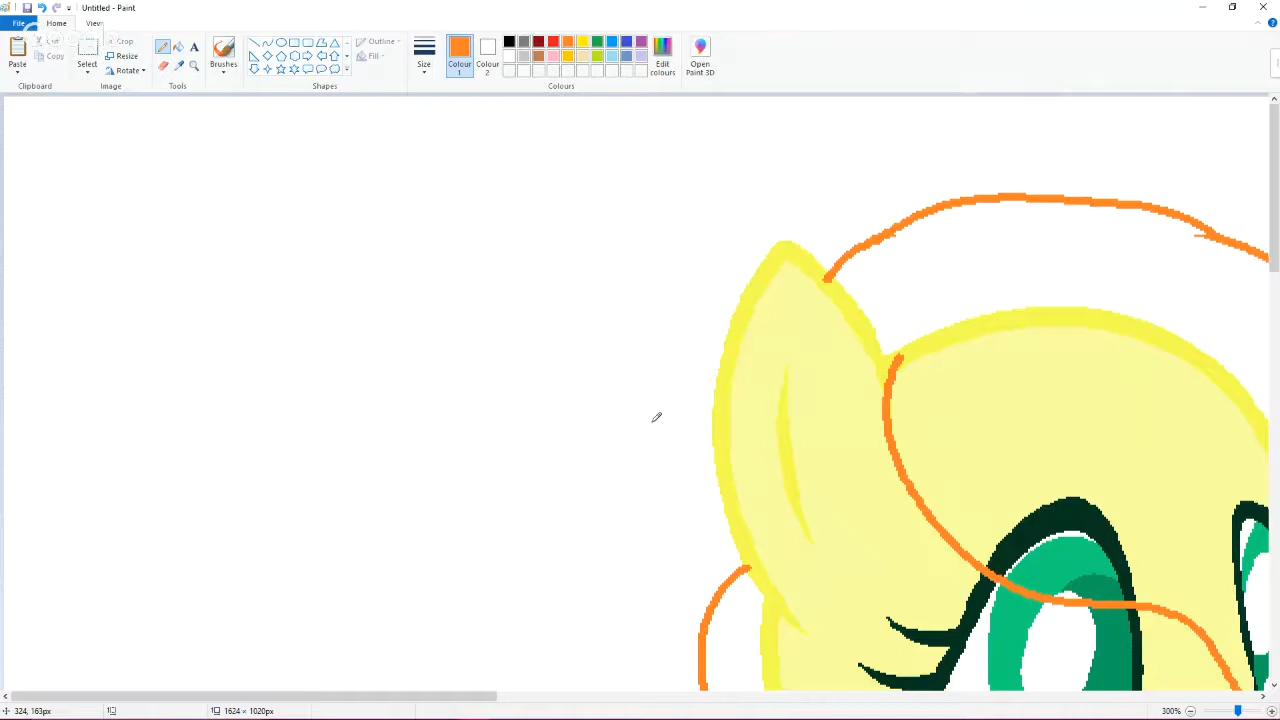 Untitled - Paint
File Home View
Paste
Cut
Copy
Clipboard
Select
Crop
Resize
Rotate
Image
A
Tools
Brushes
Outline
Fill
Shapes
Size
Colour 1
Colour 2
Edit colours
Colours
Open Paint 3D
324, 163px
1624 × 1020px
300%